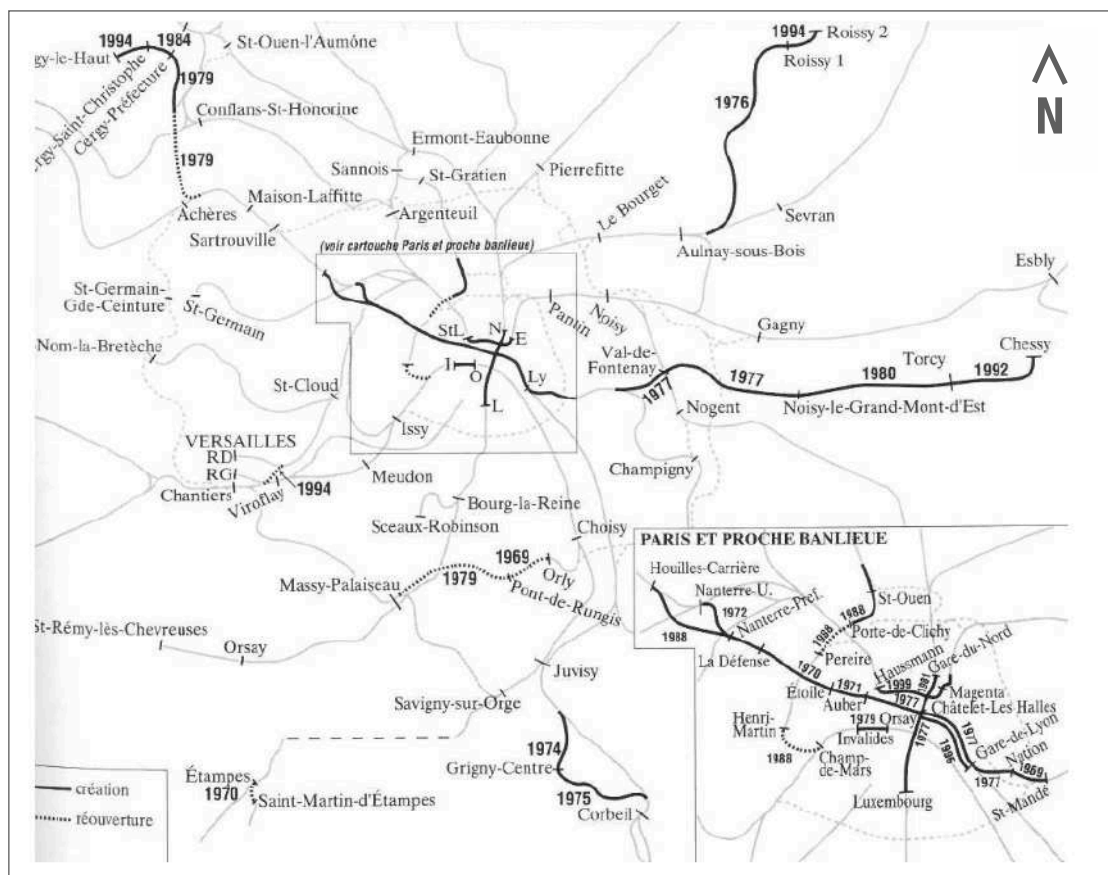 1994
1984
St-Ouen-l'Aumône
1994
Roissy 2
Roissy 1
N
gy-le-Haut
rgy-Saint-Christophe
Cergy-Préfecture
1979
Conflans-St-Honorine
1976
Ermont-Eaubonne
Sannois
St-Gratien
Pierrefitte
1979
Maison-Laffitte
Achères
Sartrouville
Argenteuil
Le Bourget
Sevran
Aulnay-sous-Bois
(voir cartouche Paris et proche banlieue)
Esbly
St-Germain-
Gde-Ceinture
St-Germain
Pantin
Noisy
Gagny
StL
N
E
Nom-la-Bretèche
I
O
Ly
L
Val-de-
Fontenay
1977
1977
1980
Torcy
1992
Chessy
St-Cloud
Issy
Nogent
Noisy-le-Grand-Mont-d'Est
VERSAILLES
RD
RG
Chantiers
Viroflay
1994
Meudon
Champigny
Bourg-la-Reine
Sceaux-Robinson
Choisy
1969
Orly
1979
Pont-de-Rungis
Massy-Palaiseau
St-Rémy-lès-Chevreuses
Orsay
Juvisy
Savigny-sur-Orge
1974
Grigny-Centre
1975
Corbeil
Étampes
1970
Saint-Martin-d'Étampes
création
réouverture
PARIS ET PROCHE BANLIEUE
Houilles-Carrière
Nanterre-U.
1972
Nanterre-Pref.
1988
St-Ouen
1988
Porte-de-Clichy
1998
Pereire
La Défense
1970
Étoile
1971
Auber
Haussmann
1999
Gare-du-Nord
1981
Magenta
1977
Châtelet-Les Halles
Henri-
Martin
1979
Orsay
Invalides
1977
1977
1996
Gare-de-Lyon
Nation
1969
1977
St-Mandé
1988
Champ-
de-Mars
Luxembourg